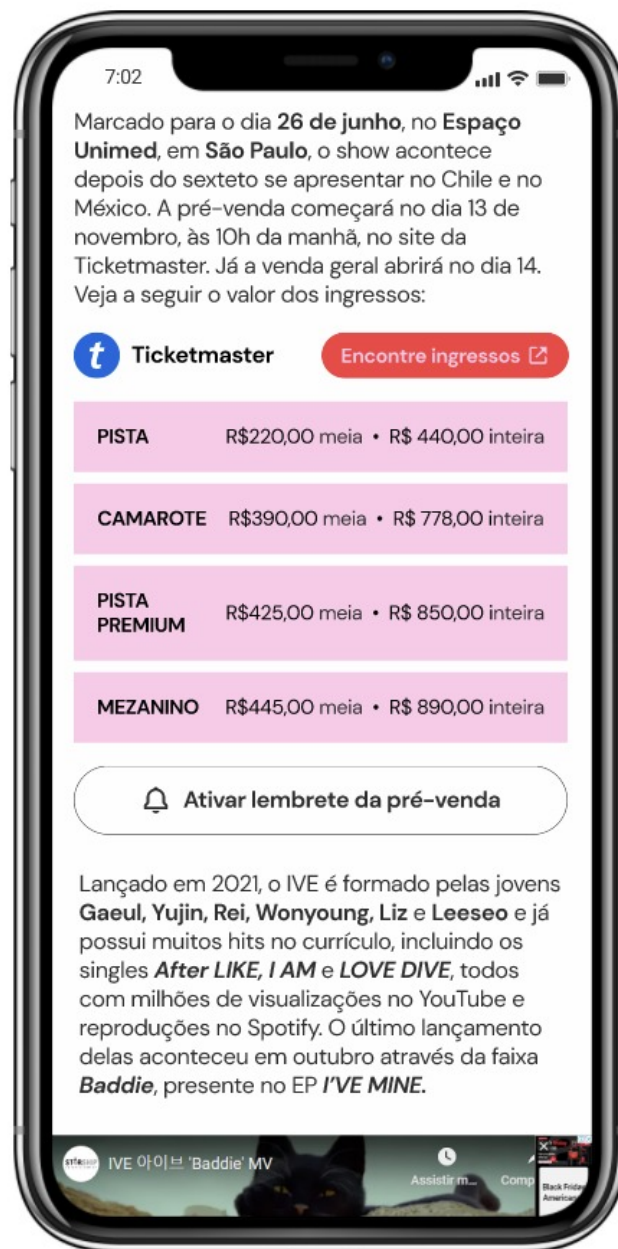 7:02
Marcado para o dia 26 de junho, no Espaço
Unimed, em São Paulo, o show acontece
depois do sexteto se apresentar no Chile e no
México. A pré-venda começará no dia 13 de
novembro, às 10h da manhã, no site da
Ticketmaster. Já a venda geral abrirá no dia 14.
Veja a seguir o valor dos ingressos:
t Ticketmaster Encontre ingressos
PISTA R$220,00 meia • R$ 440,00 inteira
CAMAROTE R$390,00 meia • R$ 778,00 inteira
PISTA
PREMIUM R$425,00 meia • R$ 850,00 inteira
MEZANINO R$445,00 meia • R$ 890,00 inteira
Ativar lembrete da pré-venda
Lançado em 2021, o IVE é formado pelas jovens
Gaeul, Yujin, Rei, Wonyoung, Liz e Leeseo e já
possui muitos hits no currículo, incluindo os
singles After LIKE, I AM e LOVE DIVE, todos
com milhões de visualizações no YouTube e
reproduções no Spotify. O último lançamento
delas aconteceu em outubro através da faixa
Baddie, presente no EP I'VE MINE.
STARSHIP IVE 아이브 'Baddie' MV
Assistir m... Comp
Black Frida
American